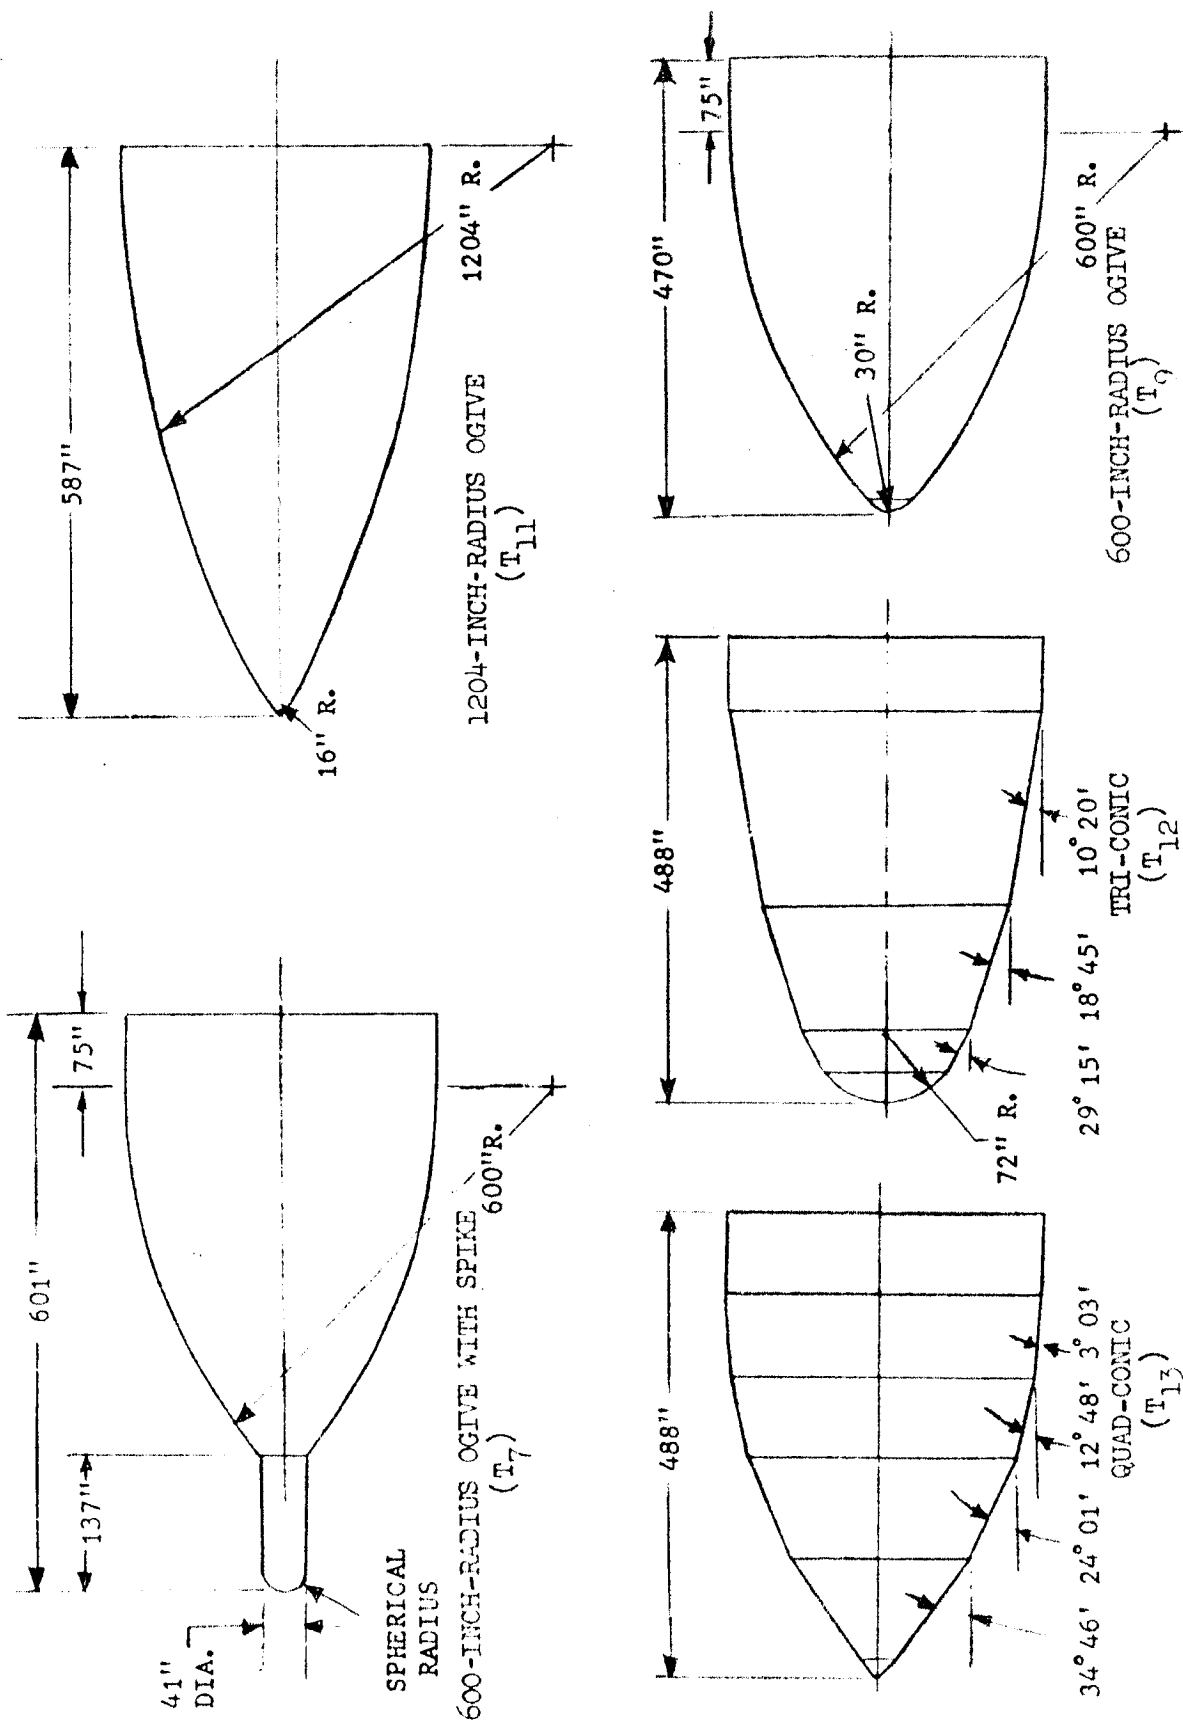 587"
1204" R.
16" R.
1204-INCH-RADIUS OGIVE
(T11)
75"
470"
30" R.
600" R.
600-INCH-RADIUS OGIVE
(T9)
601"
75"
137"
41"
DIA.
SPHERICAL
RADIUS
600"R.
600-INCH-RADIUS OGIVE WITH SPIKE
(T7)
488"
72" R.
29° 15' 18° 45' 10° 20'
TRI-CONIC
(T12)
488"
34° 46' 24° 01' 12° 48' 3° 03'
QUAD-CONIC
(T13)